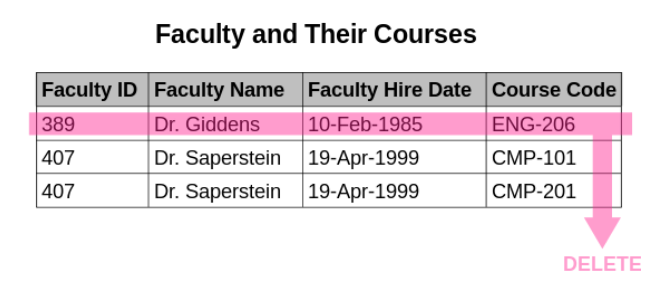 Faculty and Their Courses
Faculty ID Faculty Name Faculty Hire Date Course Code
389 Dr. Giddens 10-Feb-1985 ENG-206
407 Dr. Saperstein 19-Apr-1999 CMP-101
407 Dr. Saperstein 19-Apr-1999 CMP-201
DELETE